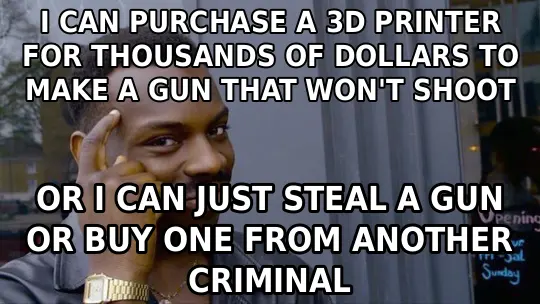 I CAN PURCHASE A 3D PRINTER
FOR THOUSANDS OF DOLLARS TO
MAKE A GUN THAT WON'T SHOOT
OR I CAN JUST STEAL A GUN
OR BUY ONE FROM ANOTHER
CRIMINAL
Sunday